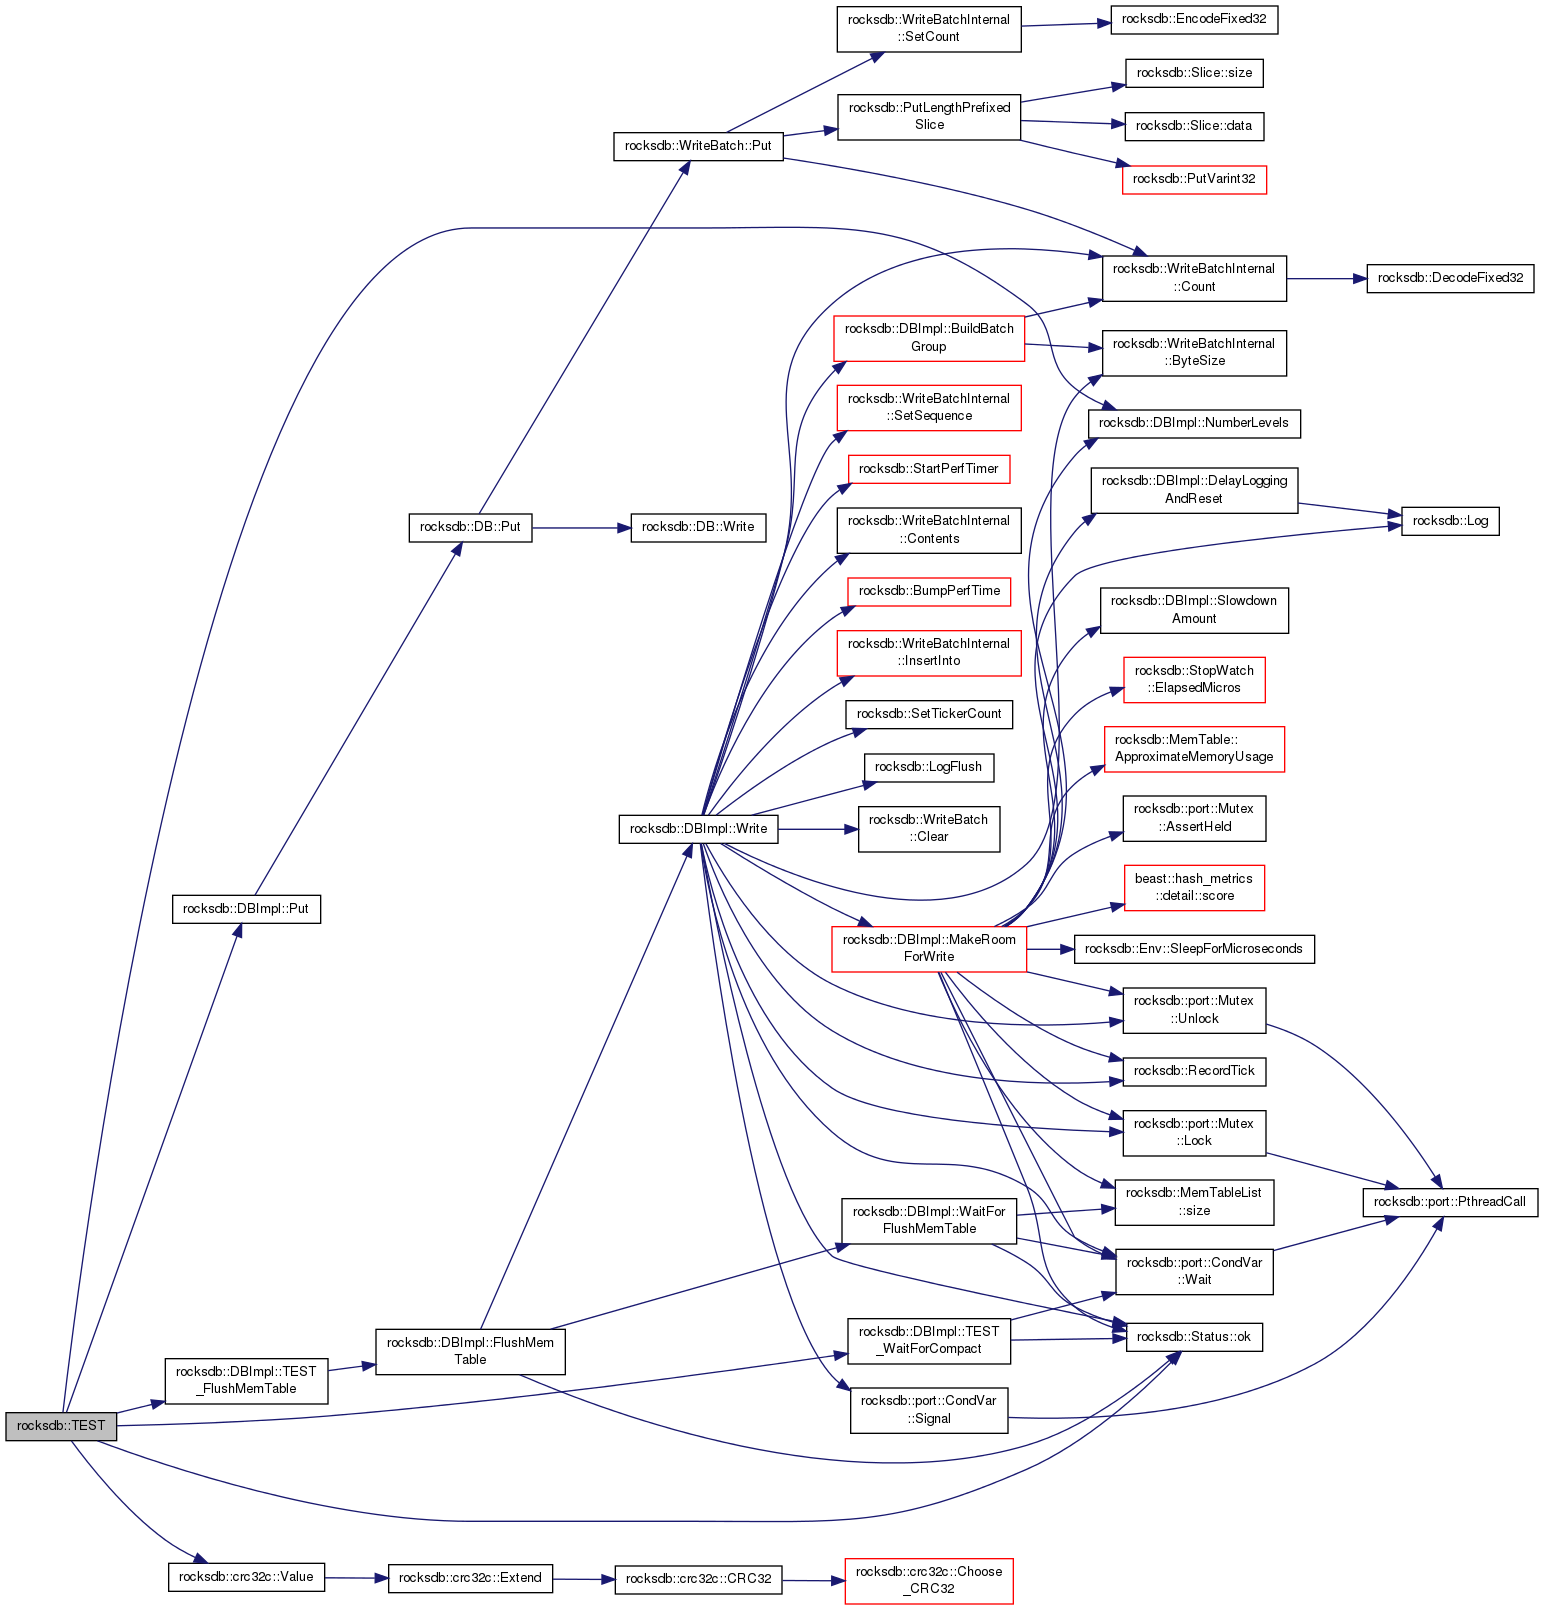 rocksdb::WriteBatchInternal
::SetCount
rocksdb::EncodeFixed32
rocksdb::Slice::size
rocksdb::PutLengthPrefixed
Slice
rocksdb::Slice::data
rocksdb::WriteBatch::Put
rocksdb::PutVarint32
rocksdb::WriteBatchInternal
::Count
rocksdb::DecodeFixed32
rocksdb::DBImpl::BuildBatch
Group
rocksdb::WriteBatchInternal
::ByteSize
rocksdb::WriteBatchInternal
::SetSequence
rocksdb::DBImpl::NumberLevels
rocksdb::StartPerfTimer
rocksdb::DBImpl::DelayLogging
AndReset
rocksdb::Log
rocksdb::DB::Put
rocksdb::DB::Write
rocksdb::WriteBatchInternal
::Contents
rocksdb::BumpPerfTime
rocksdb::DBImpl::Slowdown
Amount
rocksdb::WriteBatchInternal
::InsertInto
rocksdb::StopWatch
::ElapsedMicros
rocksdb::SetTickerCount
rocksdb::MemTable::
ApproximateMemoryUsage
rocksdb::LogFlush
rocksdb::DBImpl::Write
rocksdb::WriteBatch
::Clear
rocksdb::port::Mutex
::AssertHeld
rocksdb::DBImpl::Put
beast::hash_metrics
::detail::score
rocksdb::DBImpl::MakeRoom
ForWrite
rocksdb::Env::SleepForMicroseconds
rocksdb::port::Mutex
::Unlock
rocksdb::RecordTick
rocksdb::port::Mutex
::Lock
rocksdb::MemTableList
::size
rocksdb::port::PthreadCall
rocksdb::DBImpl::WaitFor
FlushMemTable
rocksdb::port::CondVar
::Wait
rocksdb::DBImpl::FlushMem
Table
rocksdb::DBImpl::TEST
_WaitForCompact
rocksdb::Status::ok
rocksdb::DBImpl::TEST
_FlushMemTable
rocksdb::port::CondVar
::Signal
rocksdb::TEST
rocksdb::crc32c::Value
rocksdb::crc32c::Extend
rocksdb::crc32c::CRC32
rocksdb::crc32c::Choose
_CRC32